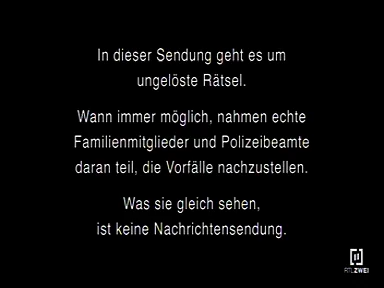 In dieser Sendung geht es um
ungelöste Rätsel.
Wann immer möglich, nahmen echte
Familienmitglieder und Polizeibeamte
daran teil, die Vorfälle nachzustellen.
Was sie gleich sehen,
ist keine Nachrichtensendung.
RTLZWEI